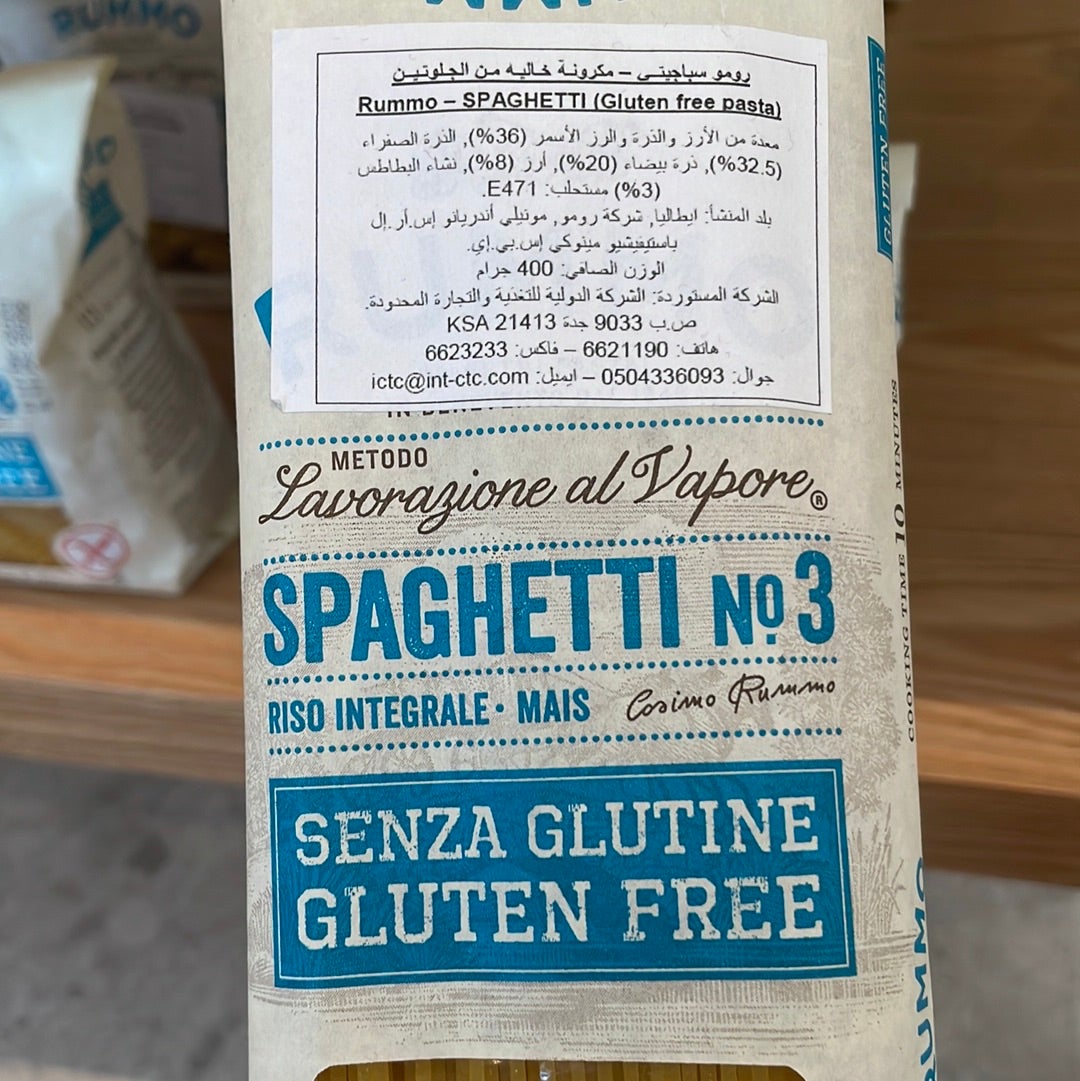 RUMMO
رومو سباجيتي – مكرونة خاليه من الجلوتين
Rummo – SPAGHETTI (Gluten free pasta)
معدة من الأرز والذرة والرز الأسمر (36%), الذرة الصفراء
(32.5%), ذرة بيضاء (20%), أرز (8%), نشاء البطاطس
(3%) مستحلب: E471.
بلد المنشأ: ايطاليا, شركة رومو, مونيلي أندريانو إس.أر.إل
باستيفيشيو مينوكي إس.بي.إي.
الوزن الصافي: 400 جرام
الشركة المستوردة: الشركة الدولية للتغذية والتجارة المحدودة.
ص.ب 9033 جدة 21413 KSA
هاتف: 6621190 – فاكس: 6623233
جوال: 0504336093 – ايميل: ictc@int-ctc.com
METODO
Lavorazione al Vapore®
SPAGHETTI No 3
RISO INTEGRALE · MAIS
Cosimo Rummo
SENZA GLUTINE
GLUTEN FREE
GLUTEN FREE
COOKING TIME 10 MINUTES
RUMMO